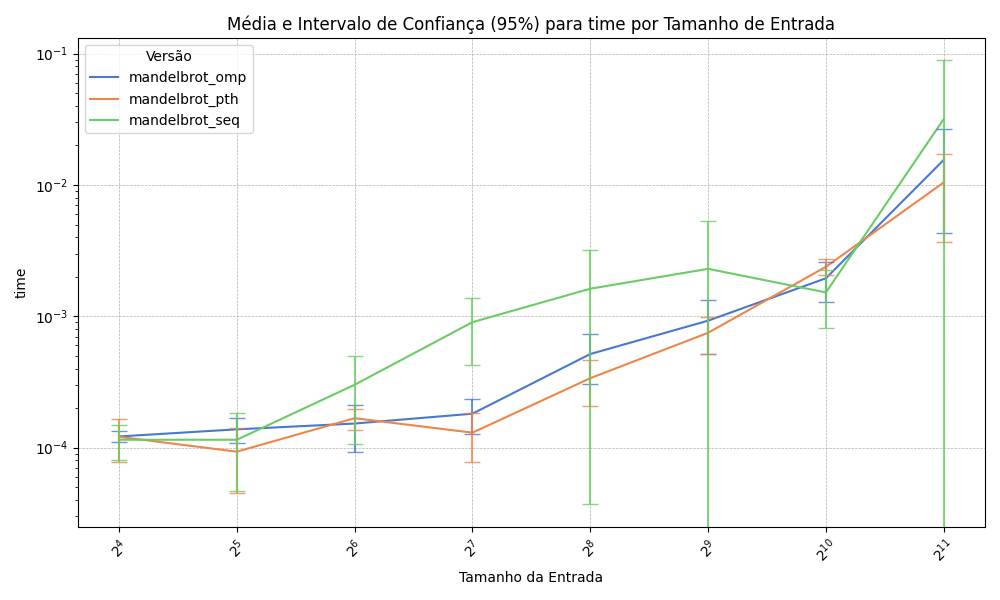 Média e Intervalo de Confiança (95%) para time por Tamanho de Entrada
Versão
mandelbrot_omp
mandelbrot_pth
mandelbrot_seq
time
10⁻¹
10⁻²
10⁻³
10⁻⁴
2⁴
2⁵
2⁶
2⁷
2⁸
2⁹
2¹⁰
2¹¹
Tamanho da Entrada